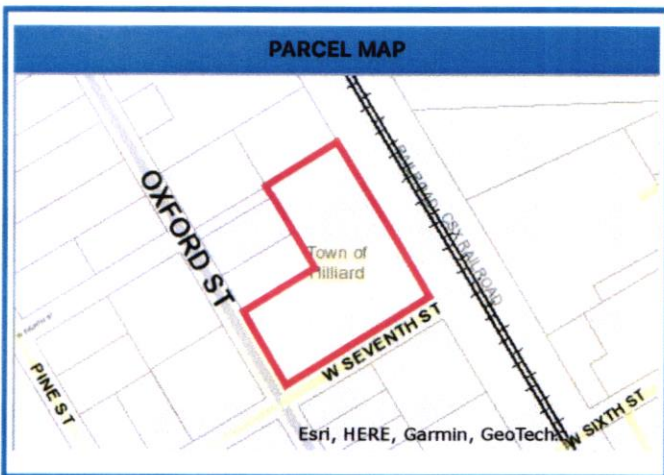 PARCEL MAP
OXFORD ST
RAILROAD CSX RAILROAD
Town of
Hilliard
W SEVENTH ST
PINE ST
W SIXTH ST
Esri, HERE, Garmin, GeoTech